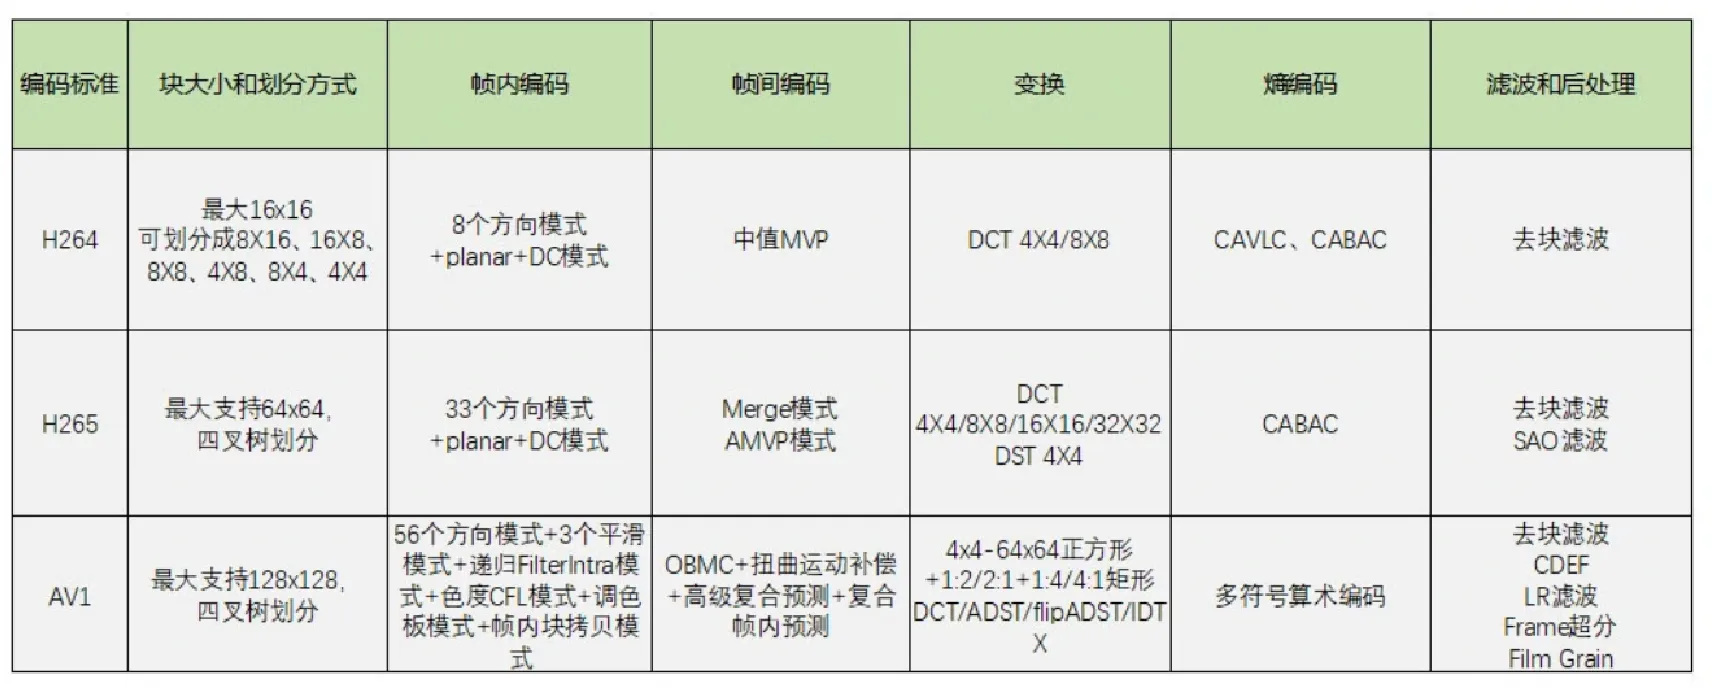 编码标准
块大小和划分方式
帧内编码
帧间编码
变换
熵编码
滤波和后处理
H264
最大16x16
可划分成8X16、16X8、
8X8、4X8、8X4、4X4
8个方向模式
+planar+DC模式
中值MVP
DCT 4X4/8X8
CAVLC、CABAC
去块滤波
H265
最大支持64x64,
四叉树划分
33个方向模式
+planar+DC模式
Merge模式
AMVP模式
DCT
4X4/8X8/16X16/32X32
DST 4X4
CABAC
去块滤波
SAO滤波
AV1
最大支持128x128,
四叉树划分
56个方向模式+3个平滑
模式+递归FilterIntra模
式+色度CFL模式+调色
板模式+帧内块拷贝模
式
OBMC+扭曲运动补偿
+高级复合预测+复合
帧内预测
4x4-64x64正方形
+1:2/2:1+1:4/4:1矩形
DCT/ADST/flipADST/IDT
X
多符号算术编码
去块滤波
CDEF
LR滤波
Frame超分
Film Grain